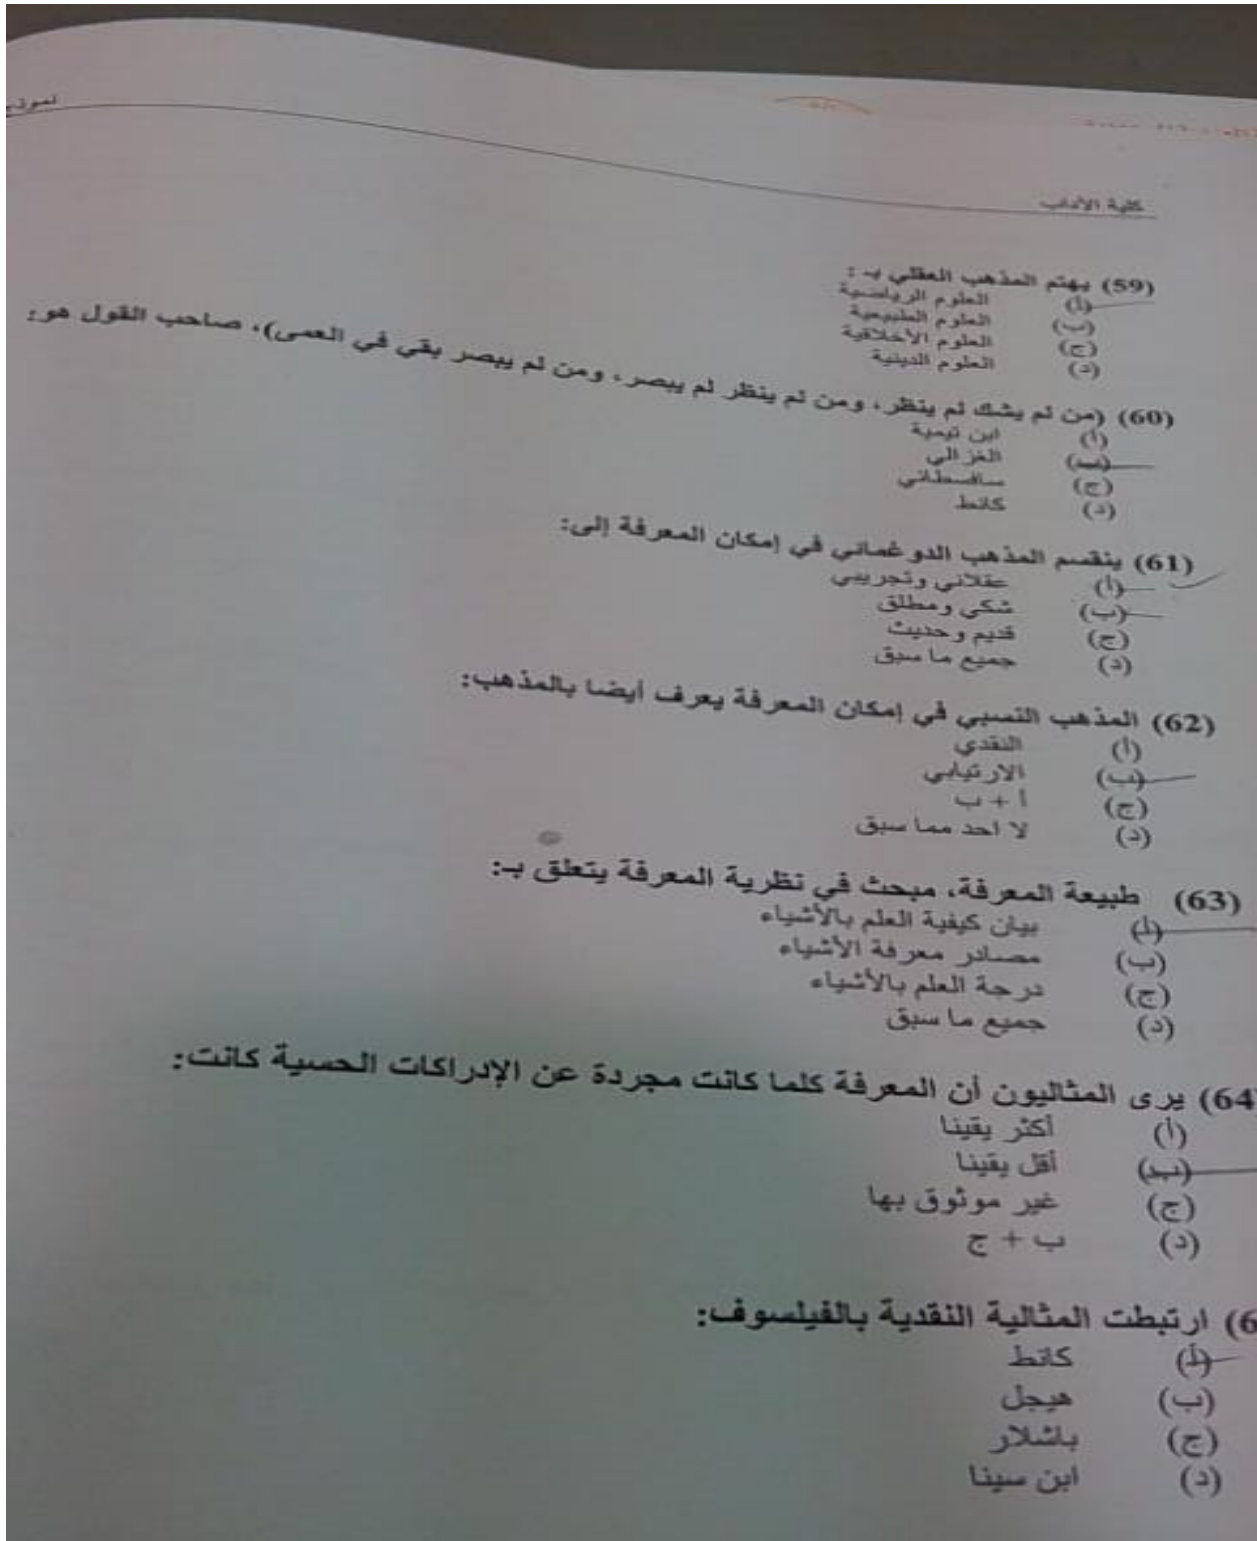 نموذج
كلية الآداب
(59) يهتم المذهب العقلي بـ :
(أ) العلوم الرياضية
(ب) العلوم الطبيعية
(ج) العلوم الأخلاقية
(د) العلوم الدينية
(60) (من لم يشك لم ينظر، ومن لم ينظر لم يبصر، ومن لم يبصر بقي في العمى)، صاحب القول هو:
(أ) ابن تيمية
(ب) الغزالي
(ج) سافسطائي
(د) كانط
(61) ينقسم المذهب الدوغمائي في إمكان المعرفة إلى:
(أ) عقلاني وتجريبي
(ب) شكي ومطلق
(ج) قديم وحديث
(د) جميع ما سبق
(62) المذهب النسبي في إمكان المعرفة يعرف أيضا بالمذهب:
(أ) النقدي
(ب) الارتيابي
(ج) أ + ب
(د) لا احد مما سبق
(63) طبيعة المعرفة، مبحث في نظرية المعرفة يتعلق بـ:
(أ) بيان كيفية العلم بالأشياء
(ب) مصادر معرفة الأشياء
(ج) درجة العلم بالأشياء
(د) جميع ما سبق
(64 يرى المثاليون أن المعرفة كلما كانت مجردة عن الإدراكات الحسية كانت:
(أ) أكثر يقينا
(ب) أقل يقينا
(ج) غير موثوق بها
(د) ب + ج
6) ارتبطت المثالية النقدية بالفيلسوف:
(أ) كانط
(ب) هيجل
(ج) باشلار
(د) ابن سينا